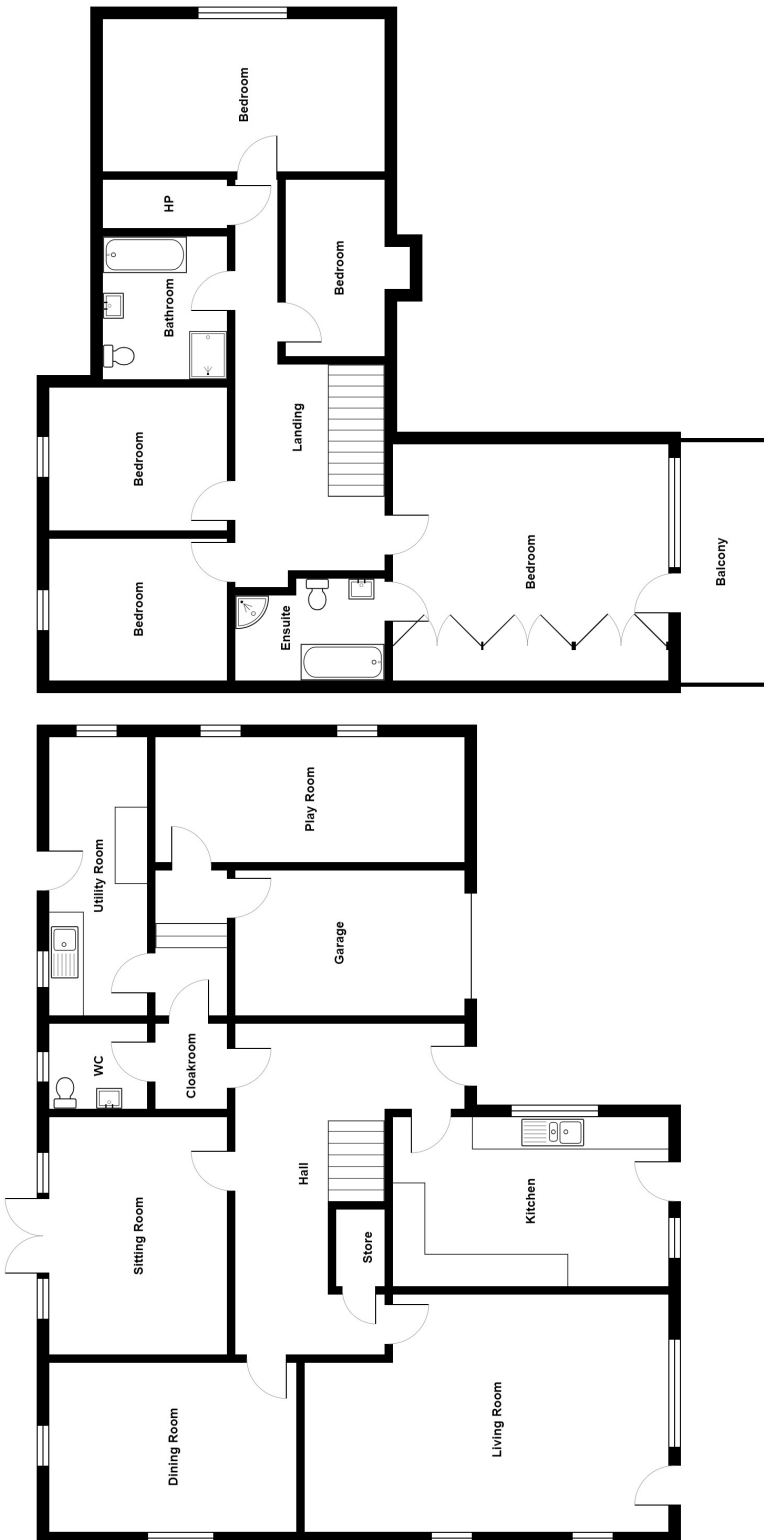 Bedroom
HP
Bedroom
Bathroom
Landing
Bedroom
Bedroom
Ensuite
Bedroom
Balcony
Utility Room
Play Room
Garage
WC
Cloakroom
Sitting Room
Hall
Store
Kitchen
Dining Room
Living Room